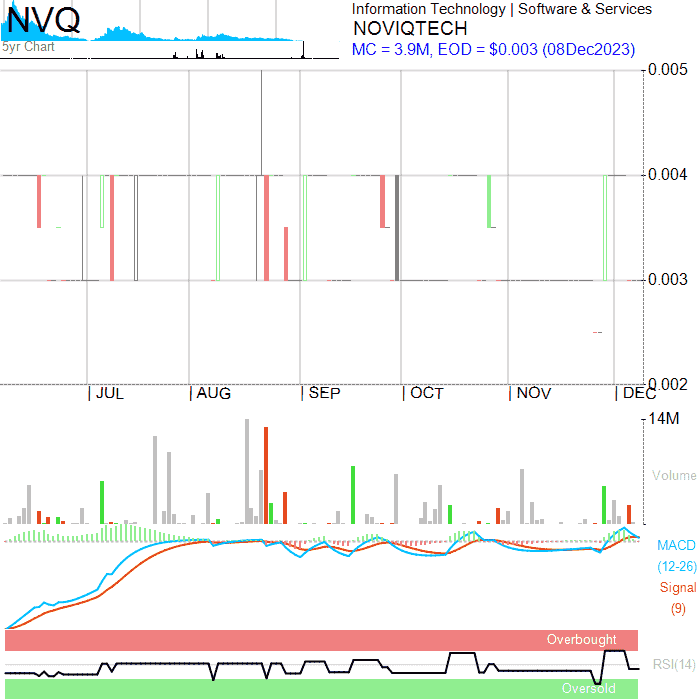 NVQ
5yr Chart
Information Technology | Software & Services
NOVIQTECH
MC = 3.9M, EOD = $0.003 (08Dec2023)
0.005
0.004
0.003
0.002
JUL
AUG
SEP
OCT
NOV
DEC
14M
Volume
MACD
(12-26)
Signal
(9)
Overbought
RSI(14)
Oversold